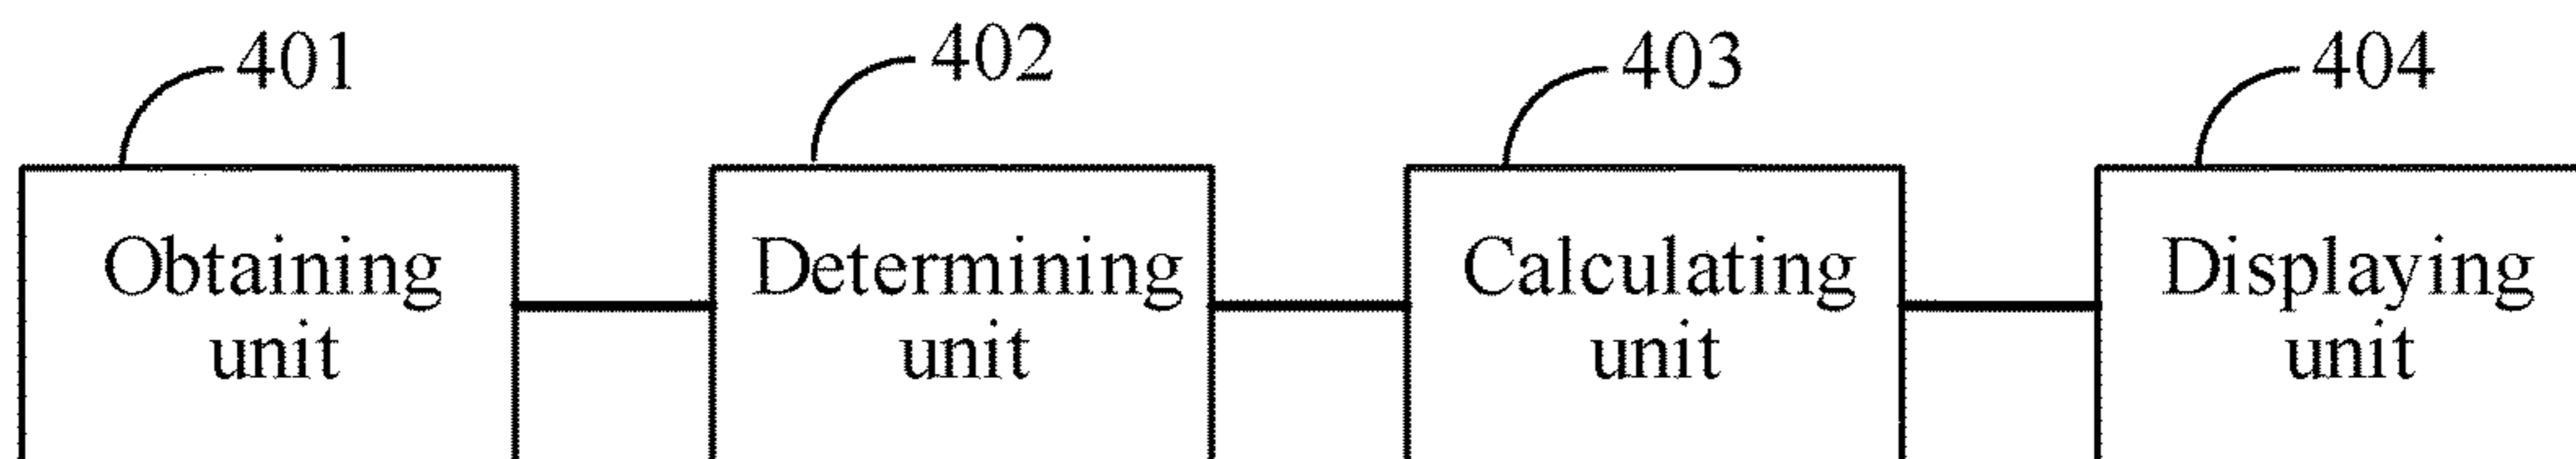 401
402
403
404
Obtaining
unit
Determining
unit
Calculating
unit
Displaying
unit